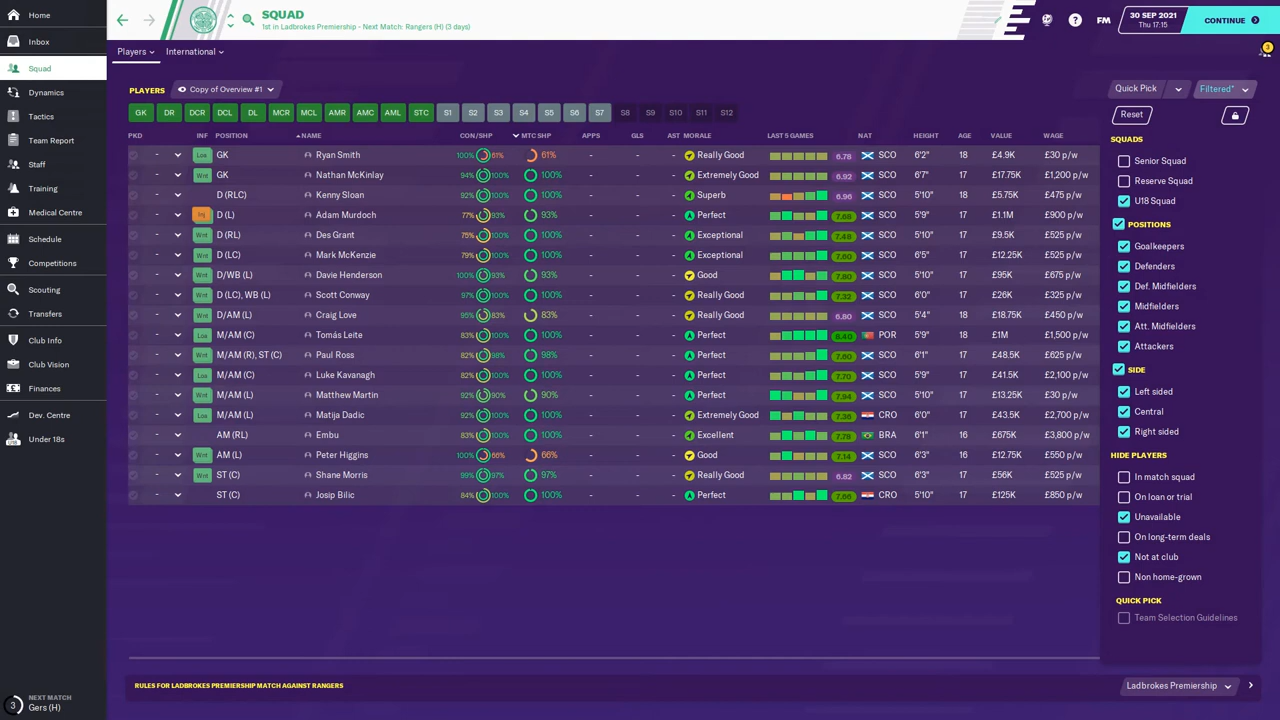 Home
Inbox
Squad
Dynamics
Tactics
Team Report
Staff
Training
Medical Centre
Schedule
Competitions
Scouting
Transfers
Club Info
Club Vision
Finances
Dev. Centre
Under 18s
3 NEXT MATCH
Gers (H)
SQUAD
1st in Ladbrokes Premiership - Next Match: Rangers (H) (3 days)
? FM 30 SEP 2021
Thu 17:15
CONTINUE
Players International
3
PLAYERS Copy of Overview #1 Quick Pick Filtered*
GK DR DCR DCL DL MCR MCL AMR AMC AML STC S1 S2 S3 S4 S5 S6 S7 S8 S9 S10 S11 S12
PKD INF POSITION NAME CON/SHP MTC SHP APPS GLS AST MORALE LAST 5 GAMES NAT HEIGHT AGE VALUE WAGE
- Loa GK Ryan Smith 100% 61% 61% - - - Really Good 6.78 SCO 6'2" 18 £4.9K £30 p/w
- Wnt GK Nathan McKinlay 94% 100% 100% - - - Extremely Good 6.92 SCO 6'7" 17 £17.75K £1,200 p/w
- D (RLC) Kenny Sloan 92% 100% 100% - - - Superb 6.96 SCO 5'10" 18 £5.75K £475 p/w
- Inj D (L) Adam Murdoch 77% 93% 93% - - - Perfect 7.68 SCO 5'9" 17 £1.1M £900 p/w
- Wnt D (RL) Des Grant 75% 100% 100% - - - Exceptional 7.48 SCO 5'10" 17 £9.5K £525 p/w
- Wnt D (LC) Mark McKenzie 79% 100% 100% - - - Exceptional 7.60 SCO 6'5" 17 £12.25K £525 p/w
- Wnt D/WB (L) Davie Henderson 100% 93% 93% - - - Good 7.80 SCO 5'10" 17 £95K £675 p/w
- Wnt D (LC), WB (L) Scott Conway 97% 100% 100% - - - Really Good 7.32 SCO 6'0" 17 £26K £325 p/w
- Wnt D/AM (L) Craig Love 95% 83% 83% - - - Really Good 6.80 SCO 5'4" 18 £18.75K £450 p/w
- Loa M/AM (C) Tomás Leite 83% 100% 100% - - - Perfect 8.40 POR 5'9" 18 £1M £1,500 p/w
- Wnt M/AM (R), ST (C) Paul Ross 82% 98% 98% - - - Perfect 7.60 SCO 6'1" 17 £48.5K £625 p/w
- Loa M/AM (C) Luke Kavanagh 82% 100% 100% - - - Perfect 7.70 SCO 5'9" 17 £41.5K £2,100 p/w
- Wnt M/AM (L) Matthew Martin 92% 90% 90% - - - Perfect 7.94 SCO 5'10" 17 £13.25K £30 p/w
- Loa M/AM (L) Matija Dadic 92% 100% 100% - - - Extremely Good 7.36 CRO 6'0" 17 £43.5K £2,700 p/w
- AM (RL) Embu 83% 100% 100% - - - Excellent 7.78 BRA 6'1" 16 £675K £3,800 p/w
- Wnt AM (L) Peter Higgins 100% 66% 66% - - - Good 7.14 SCO 6'3" 16 £12.75K £550 p/w
- Wnt ST (C) Shane Morris 99% 97% 97% - - - Really Good 6.82 SCO 6'3" 17 £56K £525 p/w
- ST (C) Josip Bilic 84% 100% 100% - - - Perfect 7.66 CRO 5'10" 17 £125K £850 p/w
Reset
SQUADS
Senior Squad
Reserve Squad
U18 Squad
POSITIONS
Goalkeepers
Defenders
Def. Midfielders
Midfielders
Att. Midfielders
Attackers
SIDE
Left sided
Central
Right sided
HIDE PLAYERS
In match squad
On loan or trial
Unavailable
On long-term deals
Not at club
Non home-grown
QUICK PICK
Team Selection Guidelines
RULES FOR LADBROKES PREMIERSHIP MATCH AGAINST RANGERS Ladbrokes Premiership